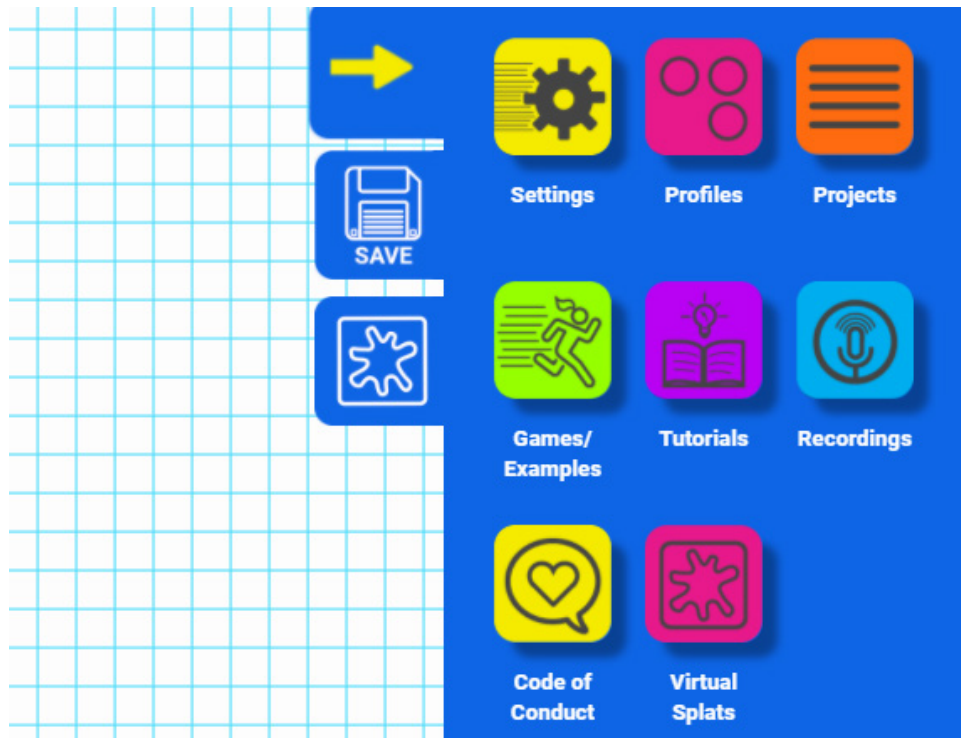 SAVE
Settings
Profiles
Projects
Games/
Examples
Tutorials
Recordings
Code of
Conduct
Virtual
Splats